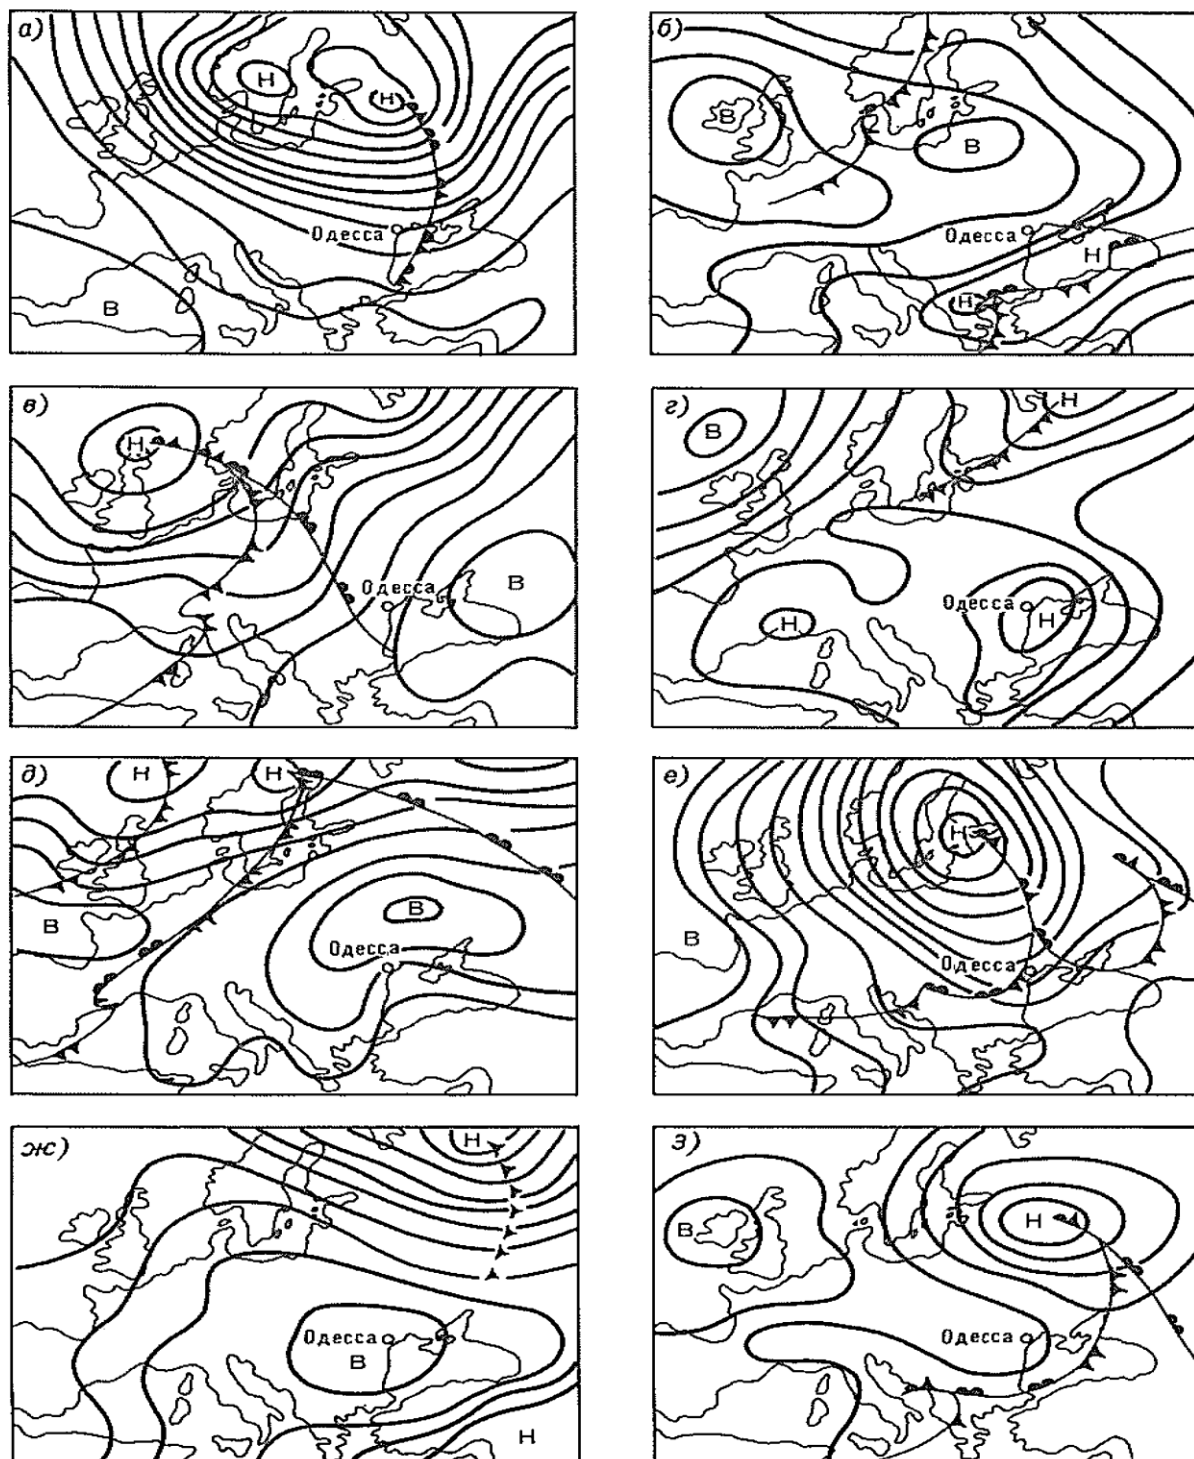 а)
Н
Н
Одесса
В
б)
В
В
Одесса
Н
Н
в)
Н
Одесса
В
г)
Н
В
Одесса
Н
Н
д)
Н
Н
В
В
Одесса
е)
Н
В
Одесса
ж)
Н
Одесса
В
Н
з)
В
Н
Одесса